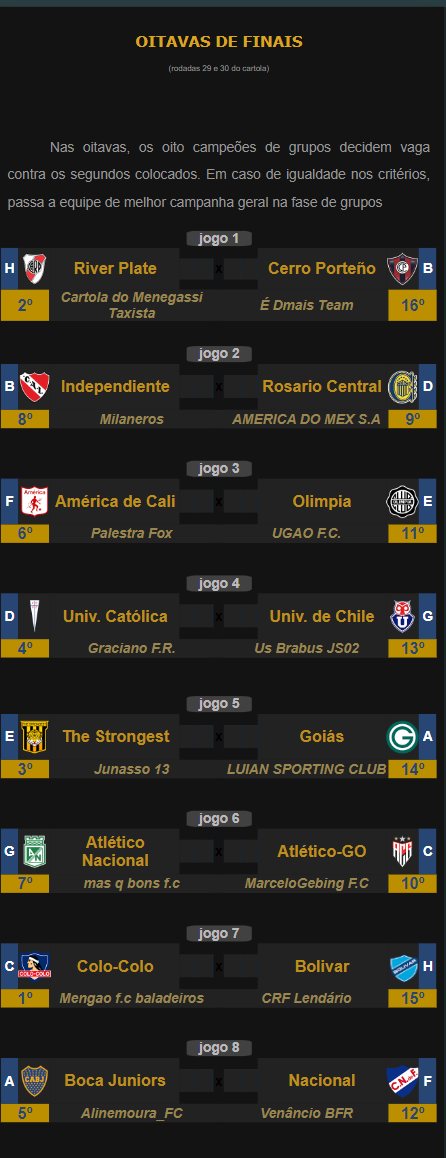 OITAVAS DE FINAIS
(rodadas 29 e 30 do cartola)
Nas oitavas, os oito campeões de grupos decidem vaga
contra os segundos colocados. Em caso de igualdade nos critérios,
passa a equipe de melhor campanha geral na fase de grupos
jogo 1
H River Plate x Cerro Porteño B
2º Cartola do Menegassi
Taxista É Dmais Team 16º
jogo 2
B Independiente x Rosario Central D
8º Milaneros AMERICA DO MEX S.A 9º
jogo 3
F América de Cali x Olimpia E
6º Palestra Fox UGAO F.C. 11º
jogo 4
D Univ. Católica x Univ. de Chile G
4º Graciano F.R. Us Brabus JS02 13º
jogo 5
E The Strongest x Goiás A
3º Junasso 13 LUIAN SPORTING CLUB 14º
jogo 6
G Atlético
Nacional x Atlético-GO C
7º mas q bons f.c MarceloGebing F.C 10º
jogo 7
C Colo-Colo x Bolivar H
1º Mengao f.c baladeiros CRF Lendário 15º
jogo 8
A Boca Juniors x Nacional F
5º Alinemoura_FC Venâncio BFR 12º